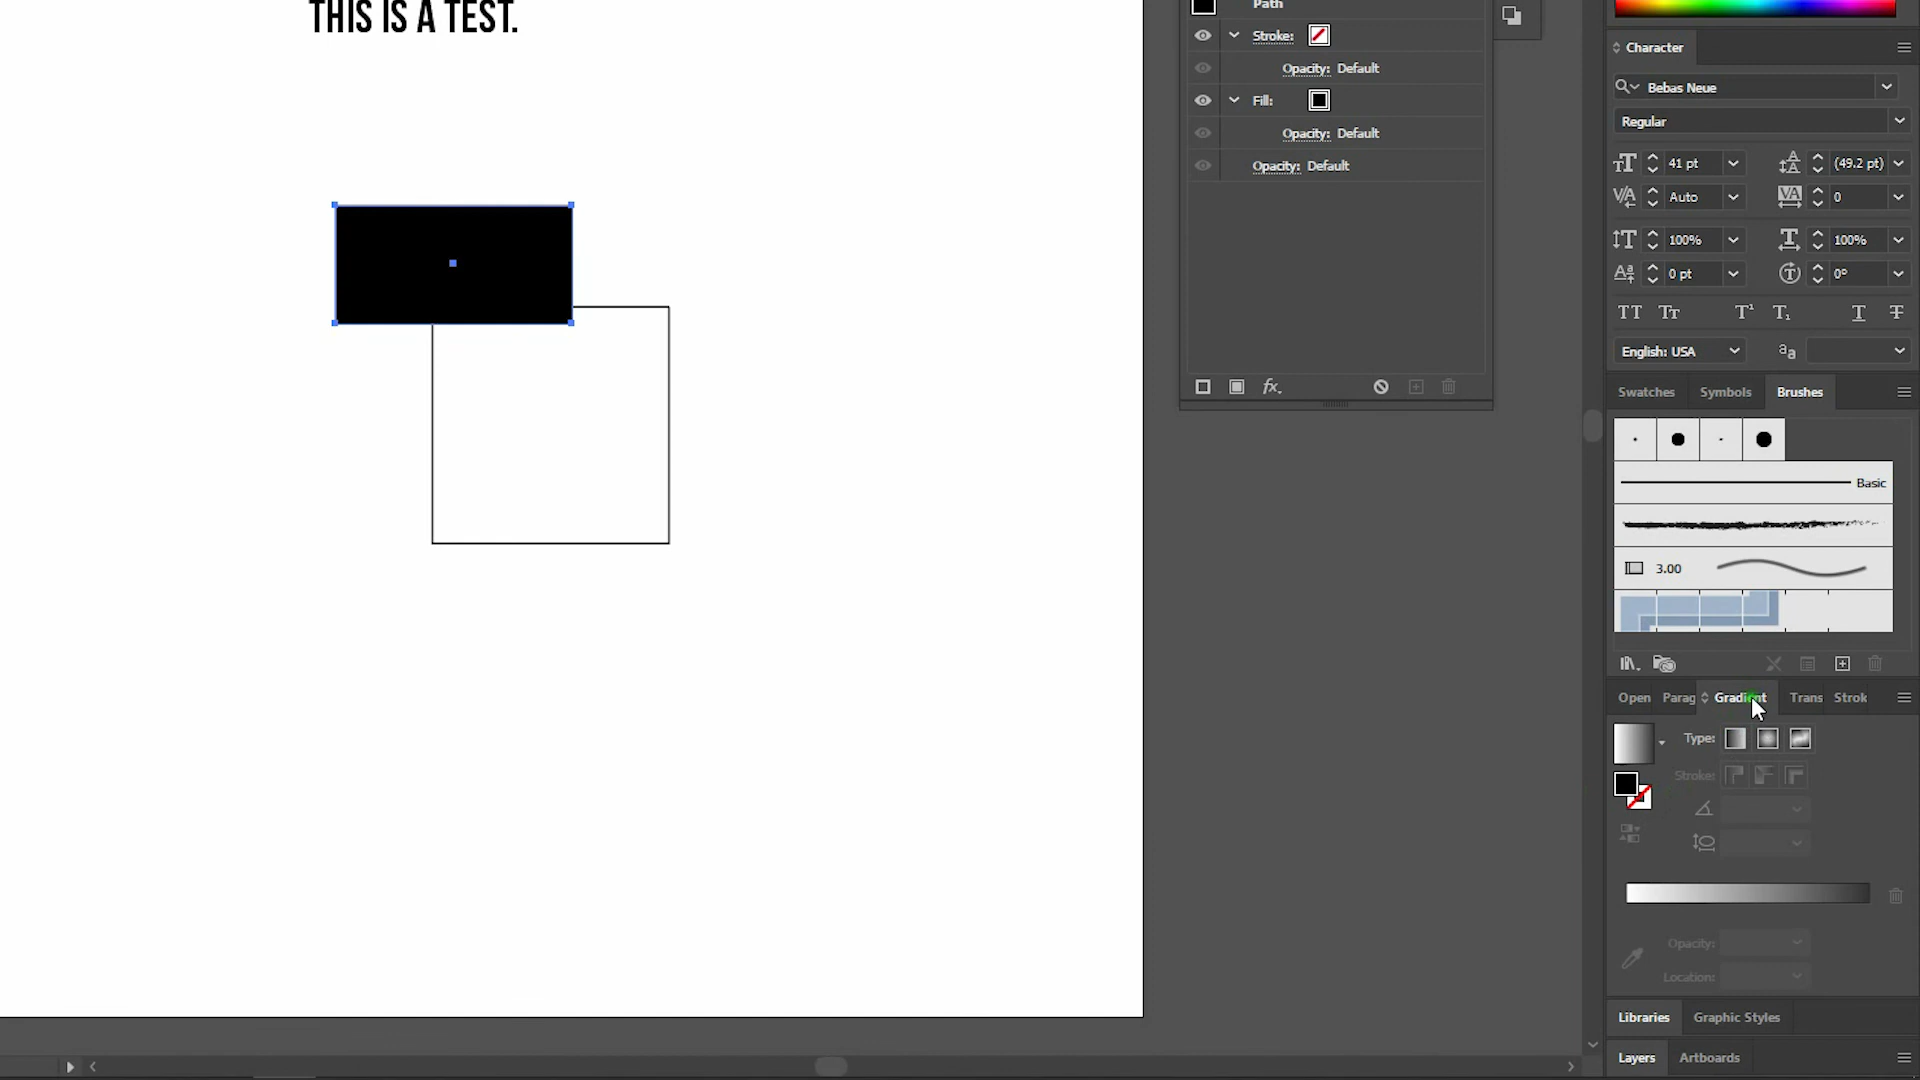 THIS IS A TEST.
Path
Stroke:
Opacity: Default
Fill:
Opacity: Default
Opacity: Default
fx.
Character
Bebas Neue
Regular
41 pt
(49.2 pt)
Auto
0
100%
100%
0 pt
0°
English: USA
Swatches
Symbols
Brushes
Basic
3.00
Open
Parag
Gradient
Trans
Strok
Type:
Stroke:
Opacity:
Location:
Libraries
Graphic Styles
Layers
Artboards